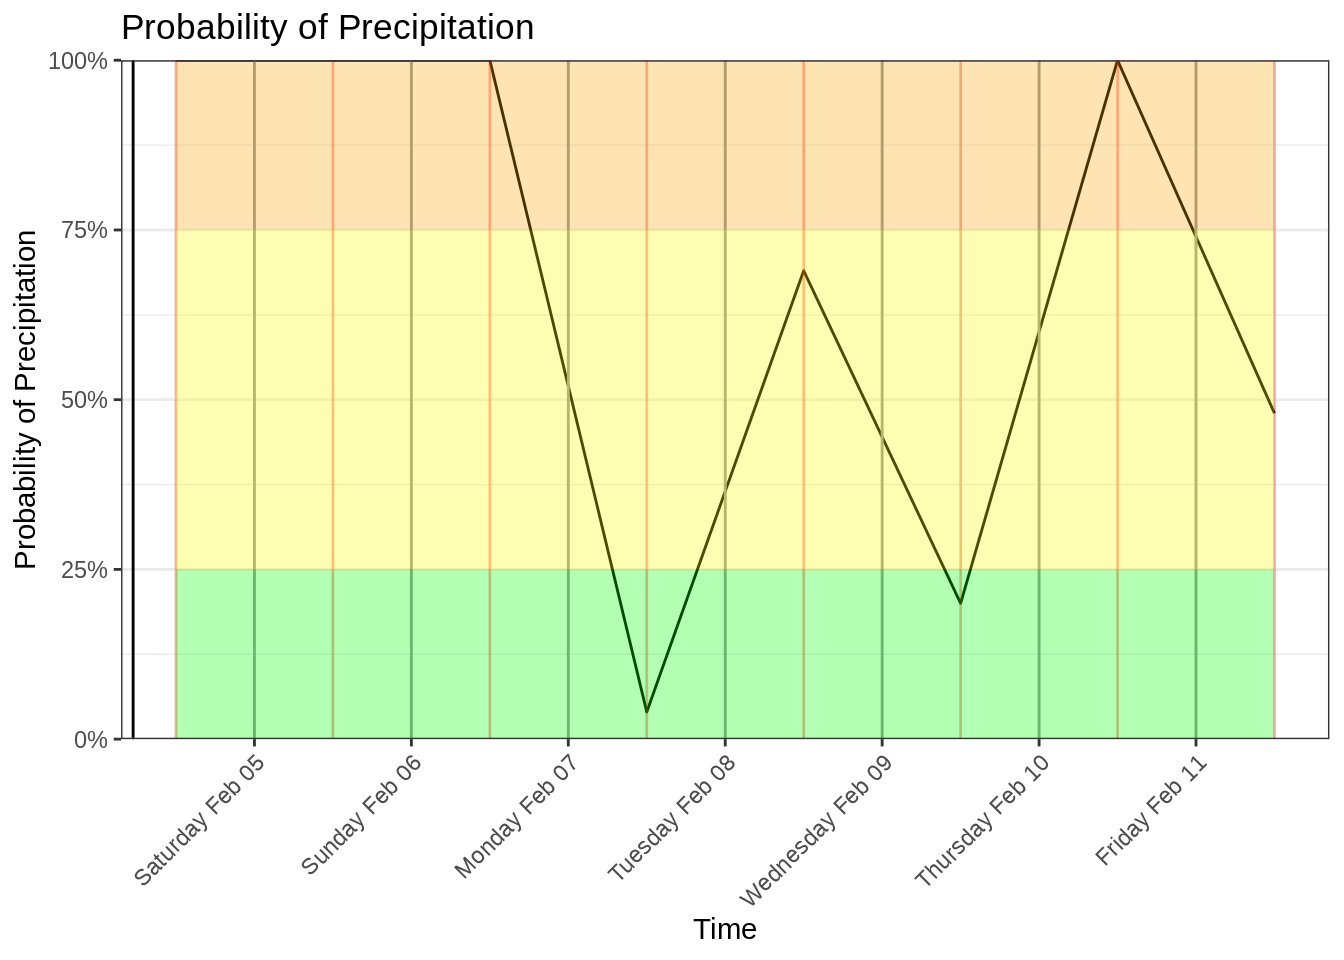 Probability of Precipitation
Probability of Precipitation
100%
75%
50%
25%
0%
Saturday Feb 05
Sunday Feb 06
Monday Feb 07
Tuesday Feb 08
Wednesday Feb 09
Thursday Feb 10
Friday Feb 11
Time